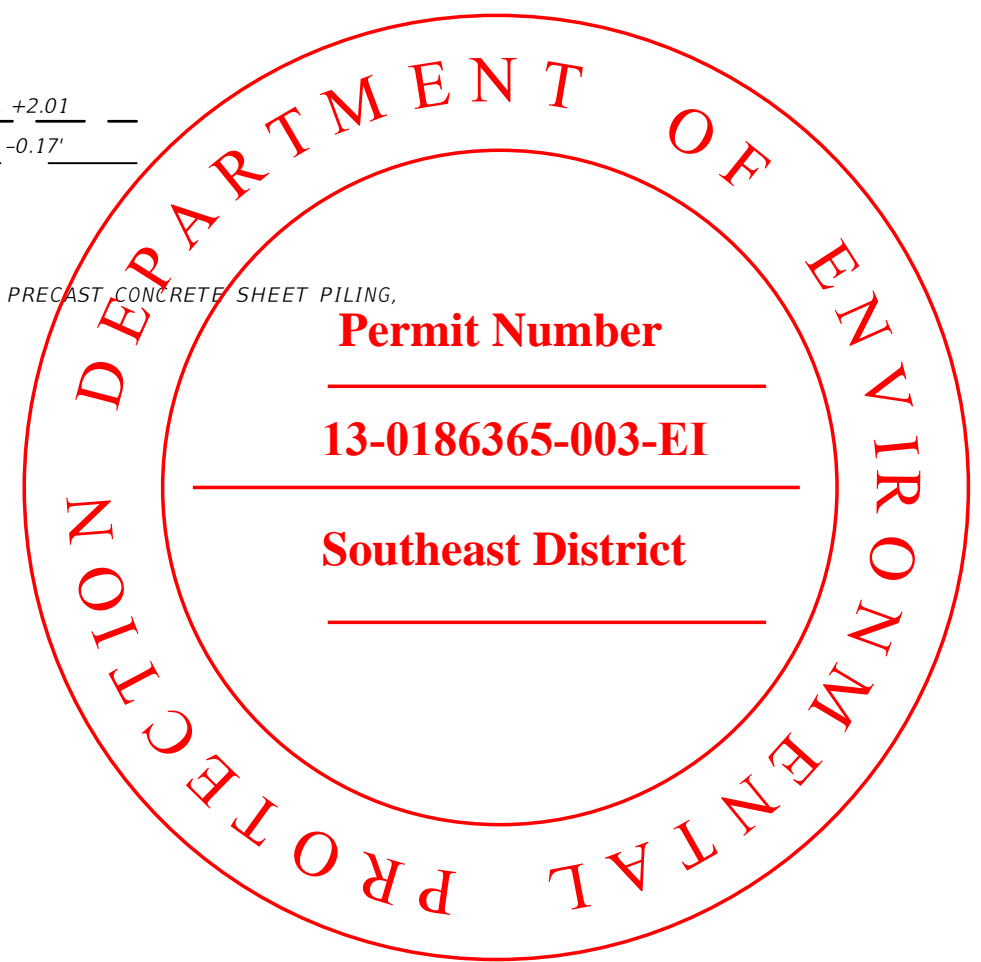 +2.01
-0.17'
PRECAST CONCRETE SHEET PILING,
DEPARTMENT OF ENVIRONMENTAL PROTECTION
Permit Number
13-0186365-003-EI
Southeast District